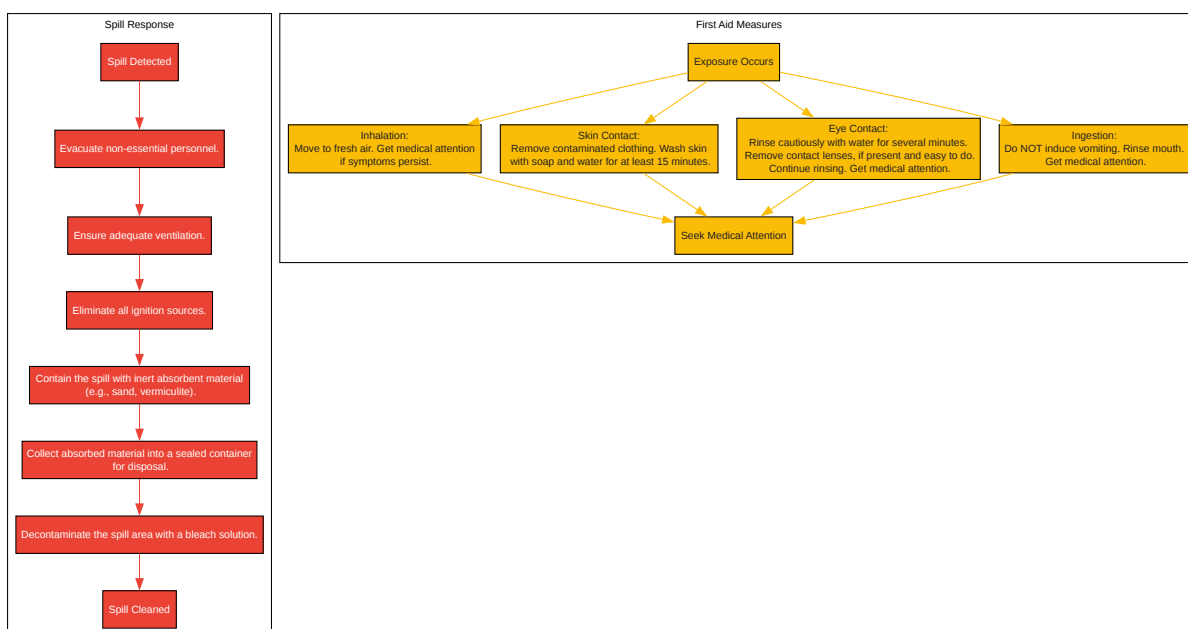 Spill Response
Spill Detected
Evacuate non-essential personnel.
Ensure adequate ventilation.
Eliminate all ignition sources.
Contain the spill with inert absorbent material
(e.g., sand, vermiculite).
Collect absorbed material into a sealed container
for disposal.
Decontaminate the spill area with a bleach solution.
Spill Cleaned
First Aid Measures
Exposure Occurs
Inhalation:
Move to fresh air. Get medical attention
if symptoms persist.
Skin Contact:
Remove contaminated clothing. Wash skin
with soap and water for at least 15 minutes.
Eye Contact:
Rinse cautiously with water for several minutes.
Remove contact lenses, if present and easy to do.
Continue rinsing. Get medical attention.
Ingestion:
Do NOT induce vomiting. Rinse mouth.
Get medical attention.
Seek Medical Attention